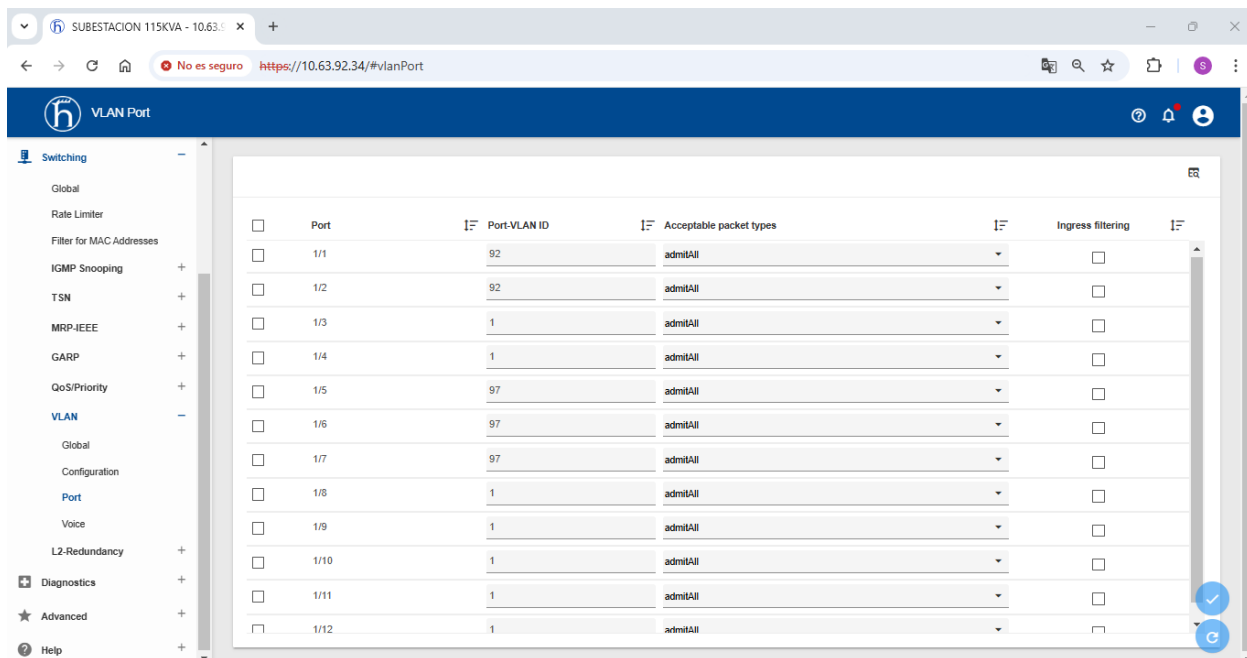 SUBESTACION 115KVA - 10.63.9
No es seguro https://10.63.92.34/#vlanPort
S
VLAN Port
Switching
Global
Rate Limiter
Filter for MAC Addresses
IGMP Snooping
TSN
MRP-IEEE
GARP
QoS/Priority
VLAN
Global
Configuration
Port
Voice
L2-Redundancy
Diagnostics
Advanced
Help
Port Port-VLAN ID Acceptable packet types Ingress filtering
1/1 92 admitAll
1/2 92 admitAll
1/3 1 admitAll
1/4 1 admitAll
1/5 97 admitAll
1/6 97 admitAll
1/7 97 admitAll
1/8 1 admitAll
1/9 1 admitAll
1/10 1 admitAll
1/11 1 admitAll
1/12 1 admitAll